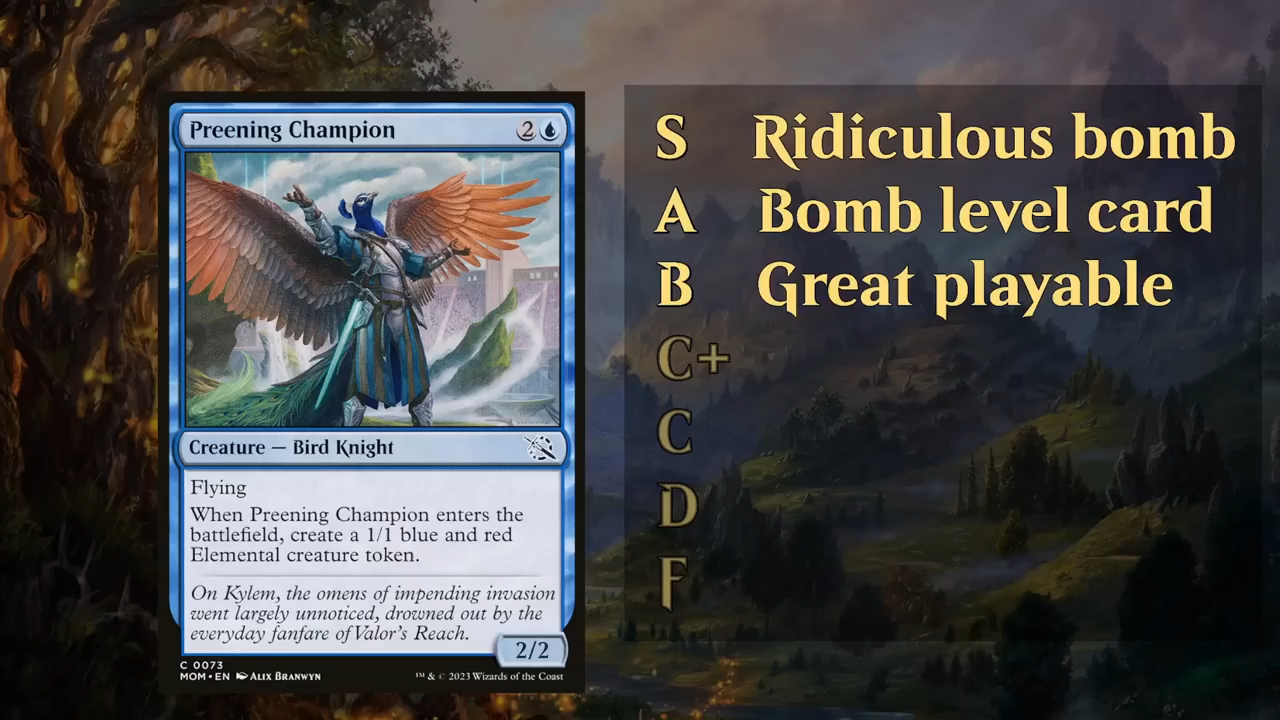 Preening Champion
2
Creature — Bird Knight
Flying
When Preening Champion enters the
battlefield, create a 1/1 blue and red
Elemental creature token.
On Kylem, the omens of impending invasion
went largely unnoticed, drowned out by the
everyday fanfare of Valor's Reach.
2/2
C 0073
MOM • EN ALIX BRANWYN
™ & © 2023 Wizards of the Coast
S Ridiculous bomb
A Bomb level card
B Great playable
C+
C
D
F